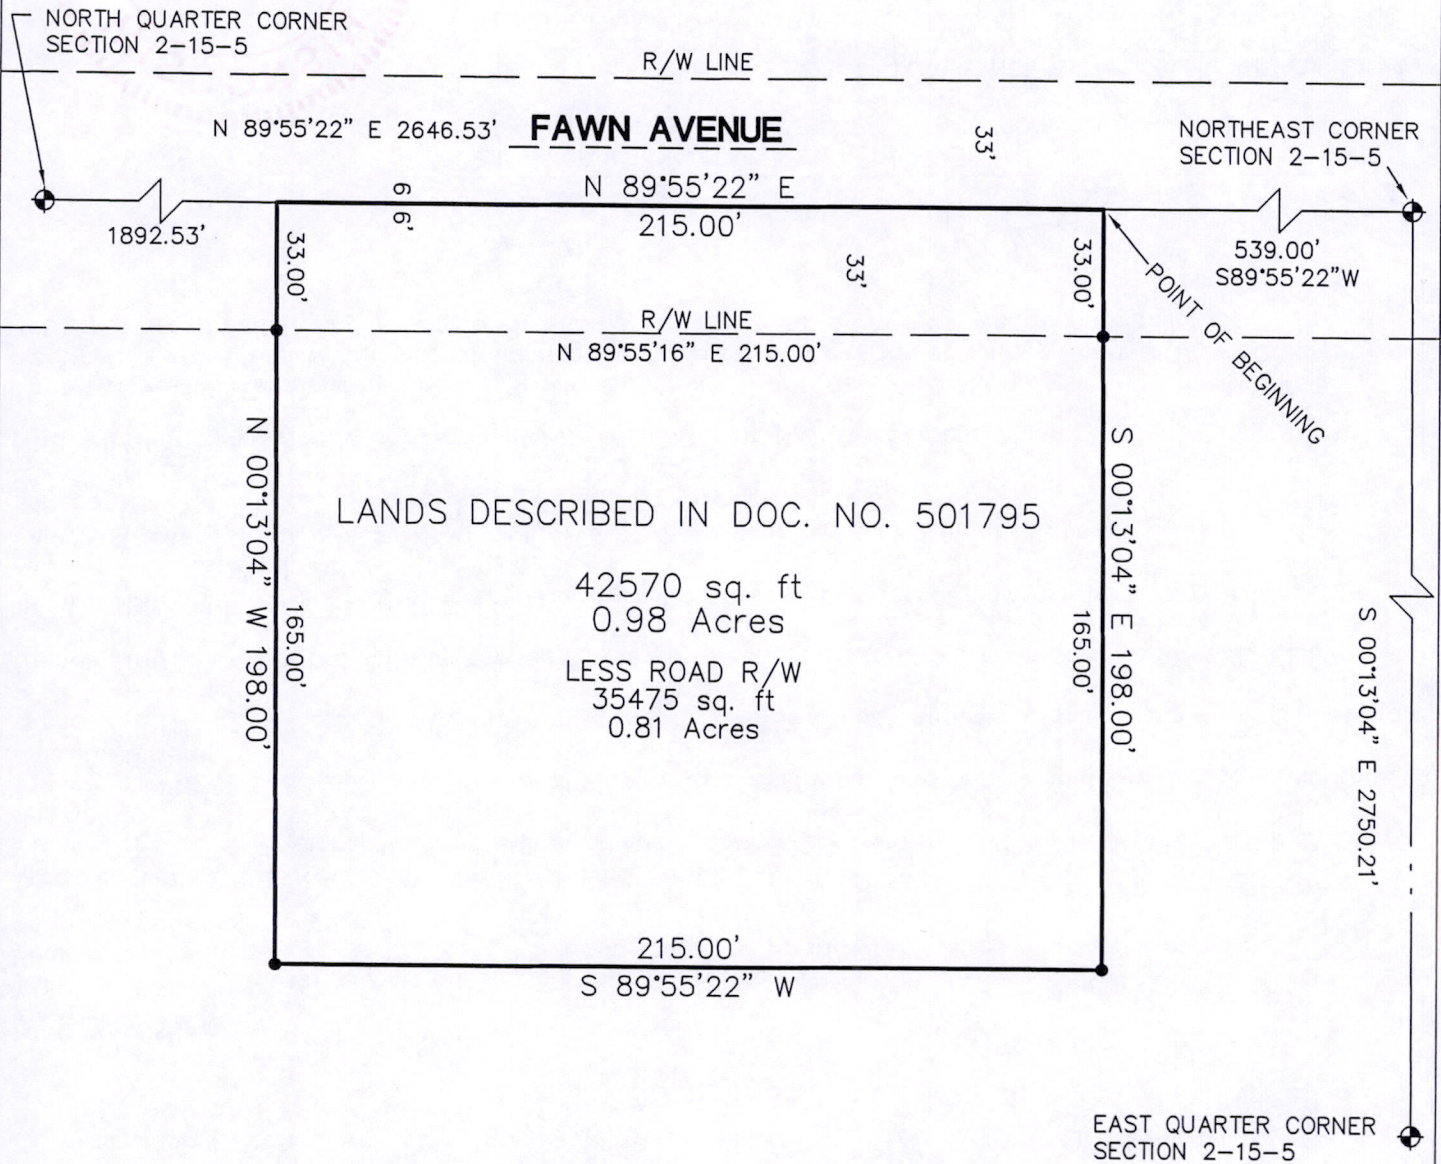 NORTH QUARTER CORNER
SECTION 2-15-5
R/W LINE
N 89°55'22" E 2646.53'
FAWN AVENUE
33'
NORTHEAST CORNER
SECTION 2-15-5
N 89°55'22" E
215.00'
66'
1892.53'
33.00'
33'
33.00'
539.00'
S89°55'22"W
POINT OF BEGINNING
R/W LINE
N 89°55'16" E 215.00'
N 00°13'04" W 198.00'
165.00'
LANDS DESCRIBED IN DOC. NO. 501795
42570 sq. ft
0.98 Acres
LESS ROAD R/W
35475 sq. ft
0.81 Acres
165.00'
S 00°13'04" E 198.00'
S 00°13'04" E 2750.21'
215.00'
S 89°55'22" W
EAST QUARTER CORNER
SECTION 2-15-5